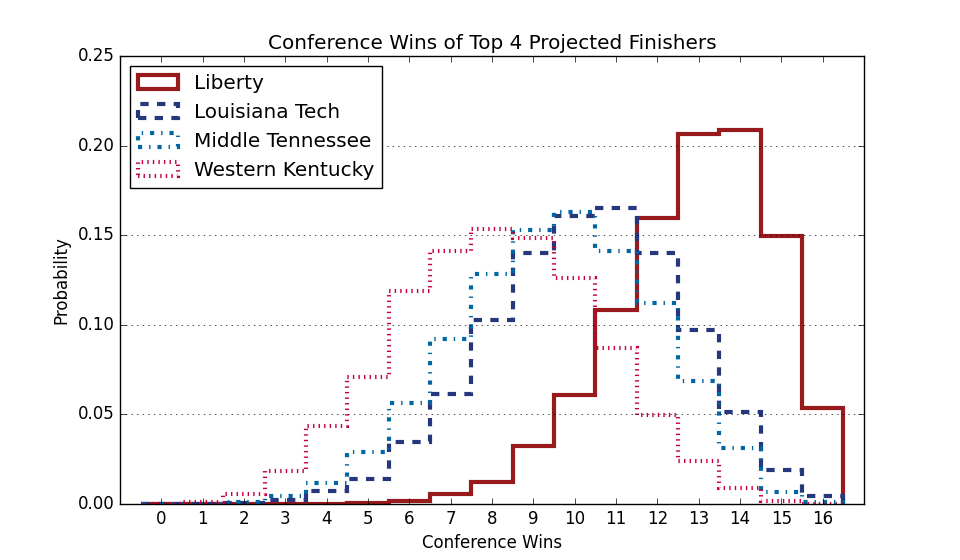 Conference Wins of Top 4 Projected Finishers
0.25
0.20
0.15
0.10
0.05
0.00
Probability
Liberty
Louisiana Tech
Middle Tennessee
Western Kentucky
0 1 2 3 4 5 6 7 8 9 10 11 12 13 14 15 16
Conference Wins